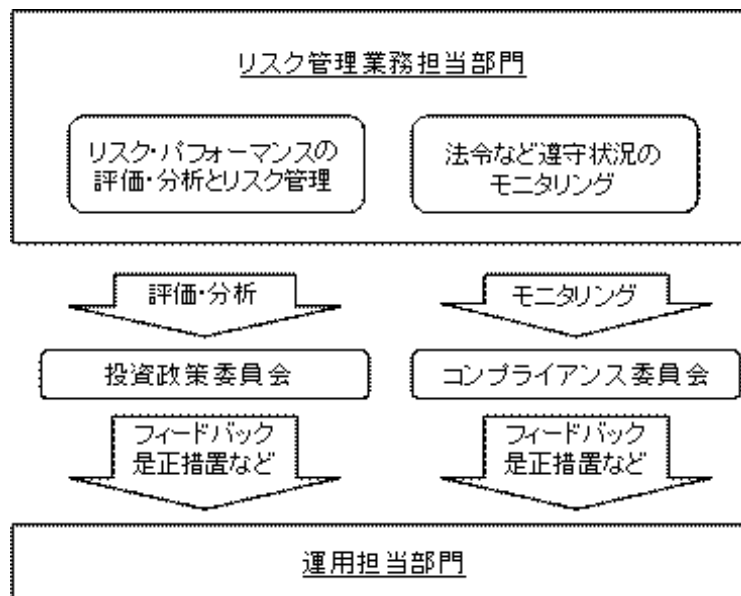 リスク管理業務担当部門
リスク・パフォーマンスの
評価・分析とリスク管理
法令など遵守状況の
モニタリング
評価・分析
モニタリング
投資政策委員会
コンプライアンス委員会
フィードバック
是正措置など
フィードバック
是正措置など
運用担当部門